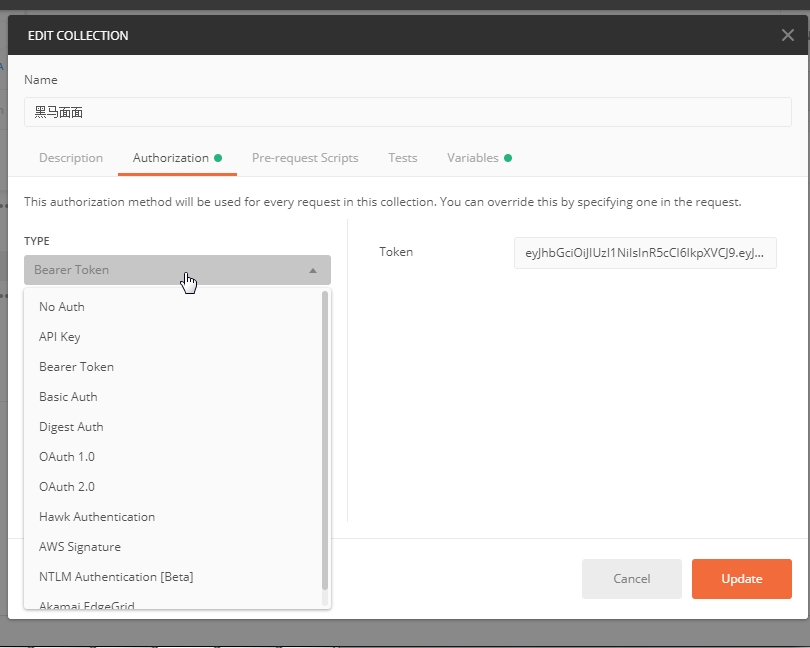 EDIT COLLECTION
Name
黑马面面
Description Authorization Pre-request Scripts Tests Variables
This authorization method will be used for every request in this collection. You can override this by specifying one in the request.
TYPE
Bearer Token
Token
eyJhbGciOiJIUzI1NiIsInR5cCI6IkpXVCJ9.eyJ...
No Auth
API Key
Bearer Token
Basic Auth
Digest Auth
OAuth 1.0
OAuth 2.0
Hawk Authentication
AWS Signature
NTLM Authentication [Beta]
Akamai EdgeGrid
Cancel
Update